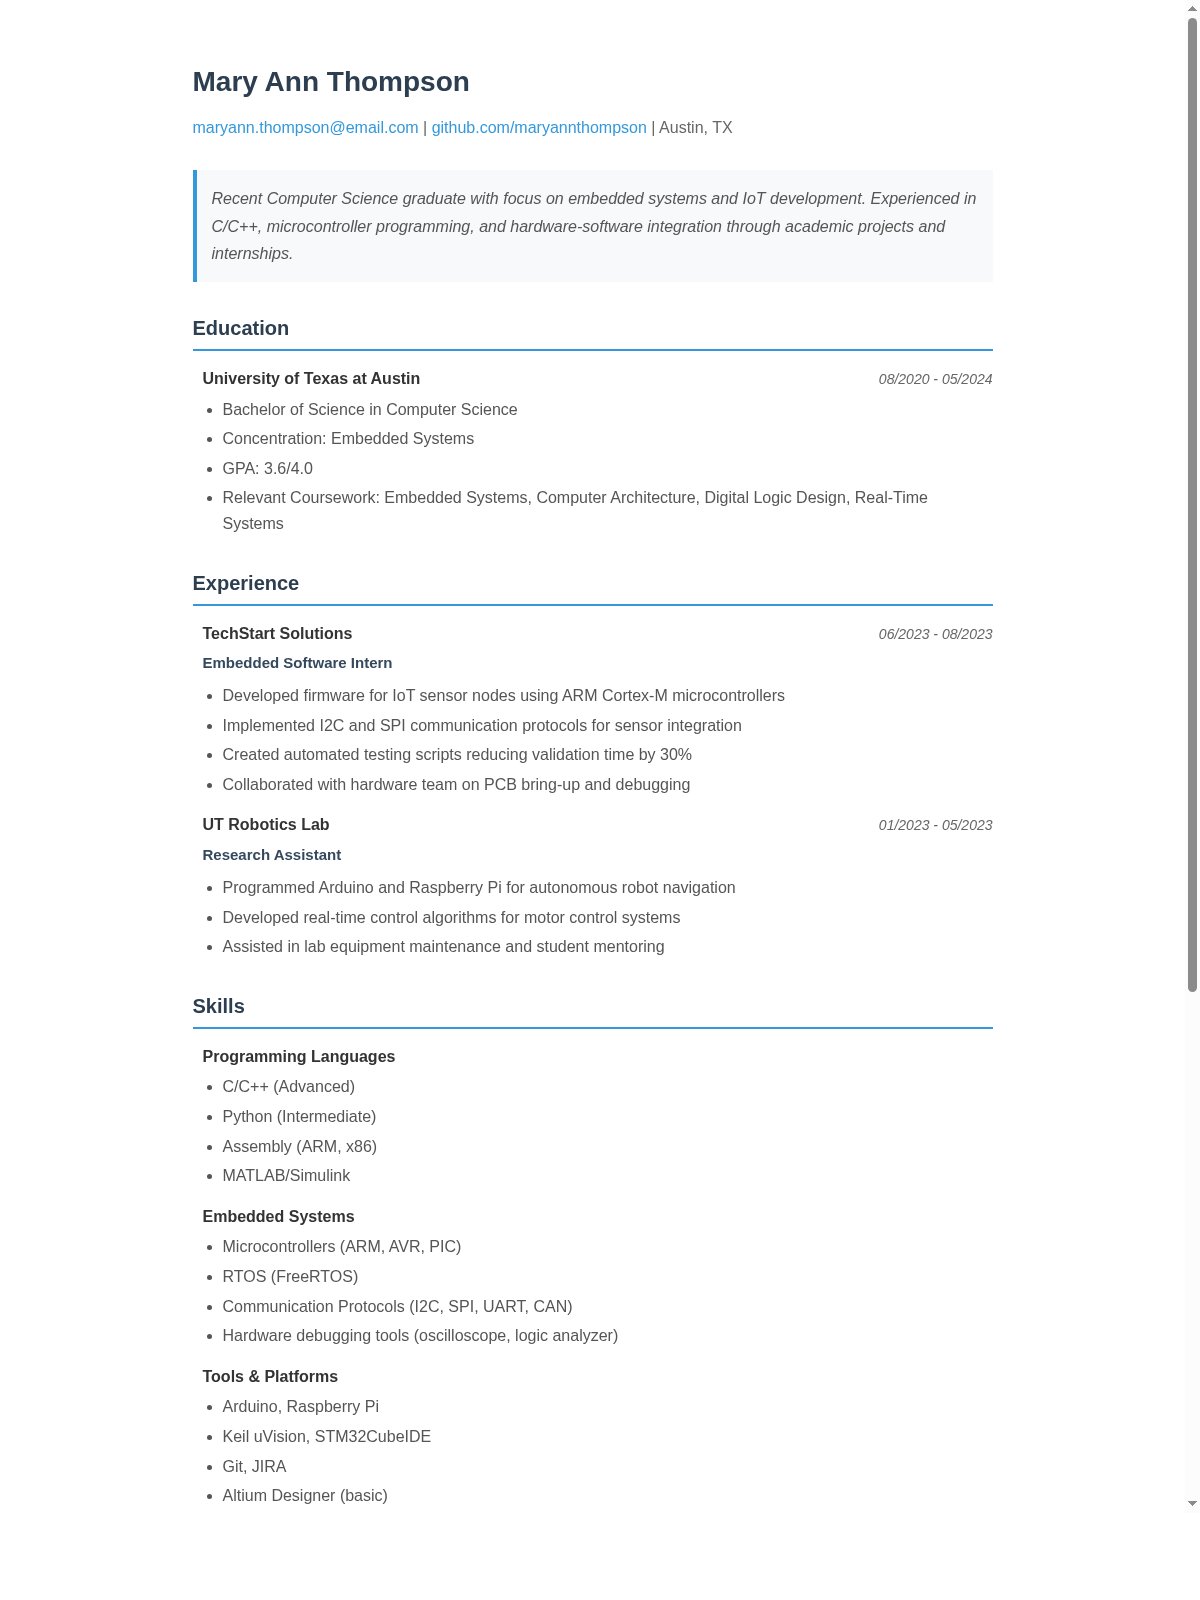 Mary Ann Thompson
maryann.thompson@email.com | github.com/maryannthompson | Austin, TX
Recent Computer Science graduate with focus on embedded systems and IoT development. Experienced in
C/C++, microcontroller programming, and hardware-software integration through academic projects and
internships.
Education
University of Texas at Austin 08/2020 - 05/2024
• Bachelor of Science in Computer Science
• Concentration: Embedded Systems
• GPA: 3.6/4.0
• Relevant Coursework: Embedded Systems, Computer Architecture, Digital Logic Design, Real-Time
Systems
Experience
TechStart Solutions 06/2023 - 08/2023
Embedded Software Intern
• Developed firmware for IoT sensor nodes using ARM Cortex-M microcontrollers
• Implemented I2C and SPI communication protocols for sensor integration
• Created automated testing scripts reducing validation time by 30%
• Collaborated with hardware team on PCB bring-up and debugging
UT Robotics Lab 01/2023 - 05/2023
Research Assistant
• Programmed Arduino and Raspberry Pi for autonomous robot navigation
• Developed real-time control algorithms for motor control systems
• Assisted in lab equipment maintenance and student mentoring
Skills
Programming Languages
• C/C++ (Advanced)
• Python (Intermediate)
• Assembly (ARM, x86)
• MATLAB/Simulink
Embedded Systems
• Microcontrollers (ARM, AVR, PIC)
• RTOS (FreeRTOS)
• Communication Protocols (I2C, SPI, UART, CAN)
• Hardware debugging tools (oscilloscope, logic analyzer)
Tools & Platforms
• Arduino, Raspberry Pi
• Keil uVision, STM32CubeIDE
• Git, JIRA
• Altium Designer (basic)